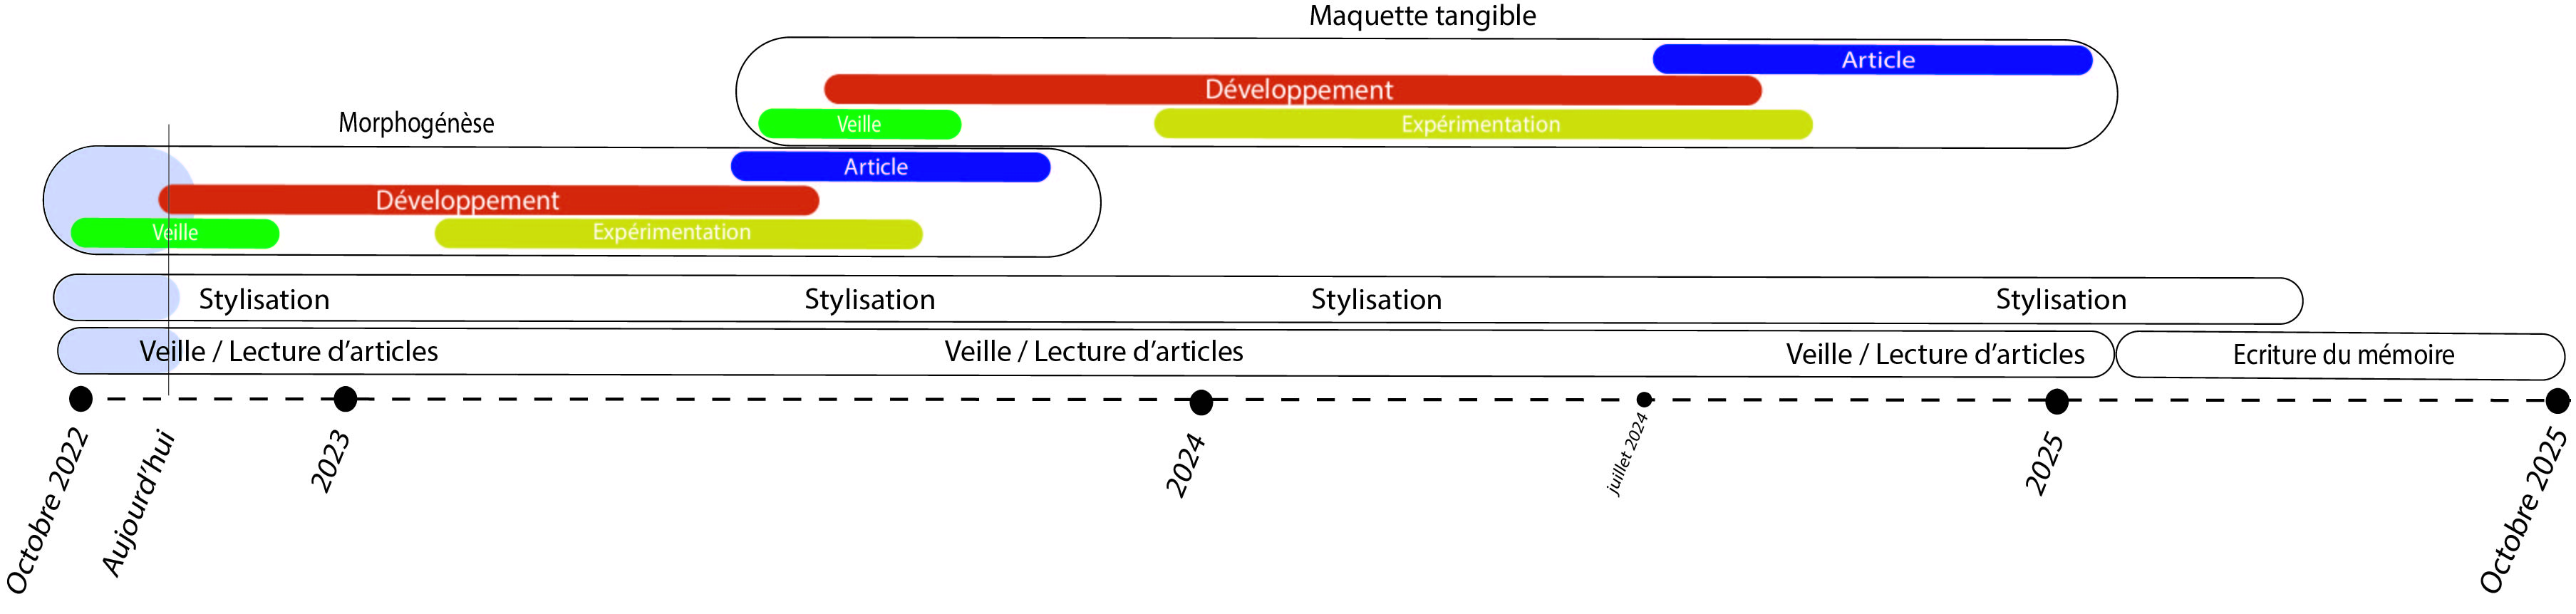 Maquette tangible
Article
Développement
Veille
Expérimentation
Morphogénèse
Article
Développement
Veille
Expérimentation
Stylisation Stylisation Stylisation Stylisation
Veille / Lecture d’articles Veille / Lecture d’articles Veille / Lecture d’articles Ecriture du mémoire
Octobre 2022
Aujourd’hui
2023
2024
juillet 2024
2025
Octobre 2025